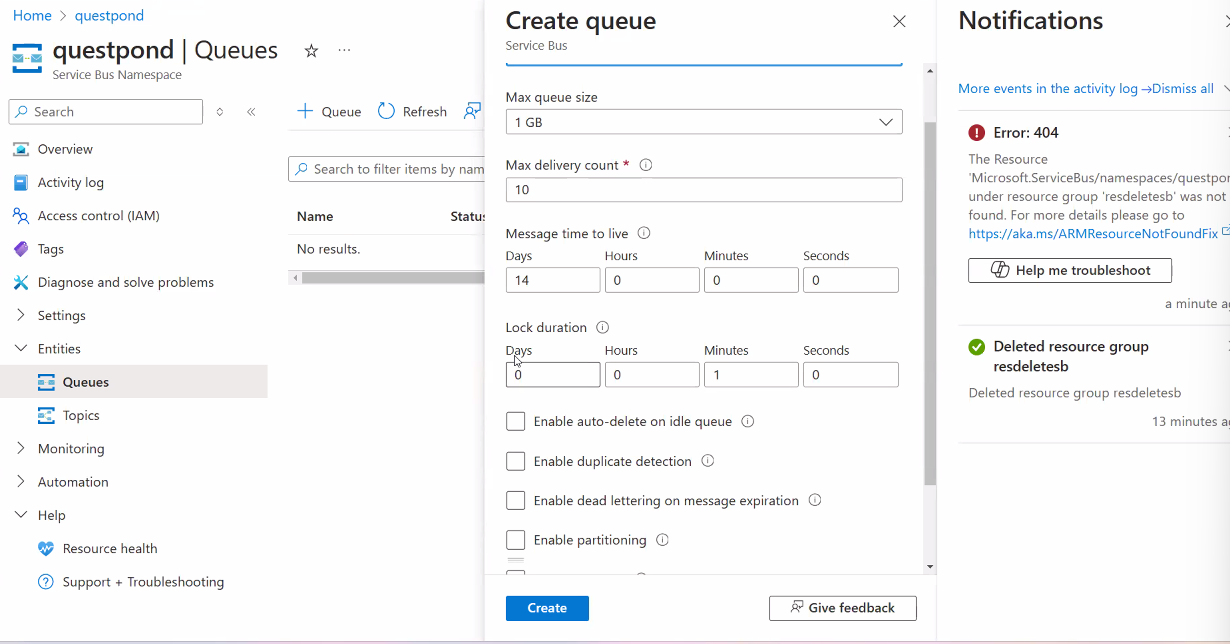 Home > questpond
questpond | Queues
Service Bus Namespace
Search
Overview
Activity log
Access control (IAM)
Tags
Diagnose and solve problems
Settings
Entities
Queues
Topics
Monitoring
Automation
Help
Resource health
Support + Troubleshooting
Queue
Refresh
Search to filter items by nam
Name Status
No results.
Create queue
Service Bus
Max queue size
1 GB
Max delivery count *
10
Message time to live
Days Hours Minutes Seconds
14 0 0 0
Lock duration
Days Hours Minutes Seconds
0 0 1 0
Enable auto-delete on idle queue
Enable duplicate detection
Enable dead lettering on message expiration
Enable partitioning
Create
Give feedback
Notifications
More events in the activity log → Dismiss all
Error: 404
The Resource
'Microsoft.ServiceBus/namespaces/questpon
under resource group 'resdeletesb' was not
found. For more details please go to
https://aka.ms/ARMResourceNotFoundFix
Help me troubleshoot
a minute ag
Deleted resource group
resdeletesb
Deleted resource group resdeletesb
13 minutes ag